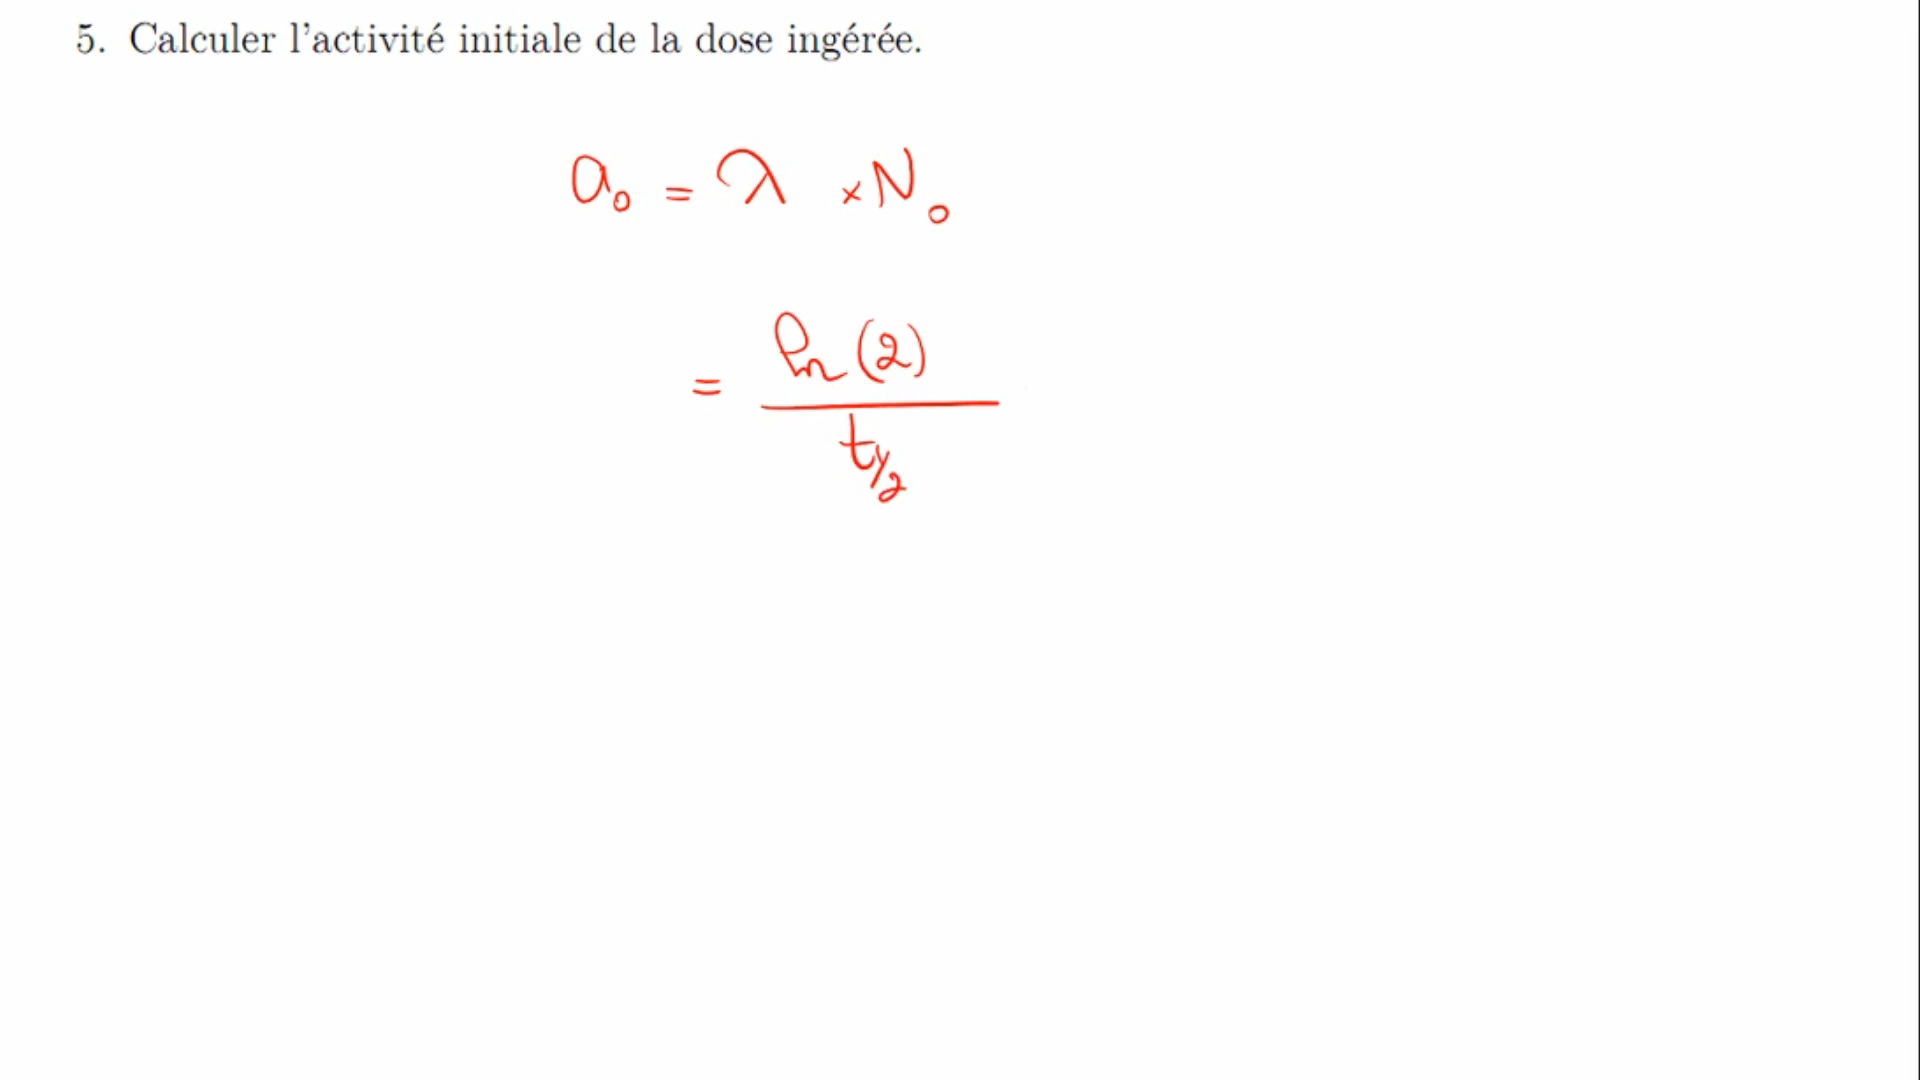 5. Calculer l'activité initiale de la dose ingérée.
a₀ = λ × N₀
= ln(2)
t½